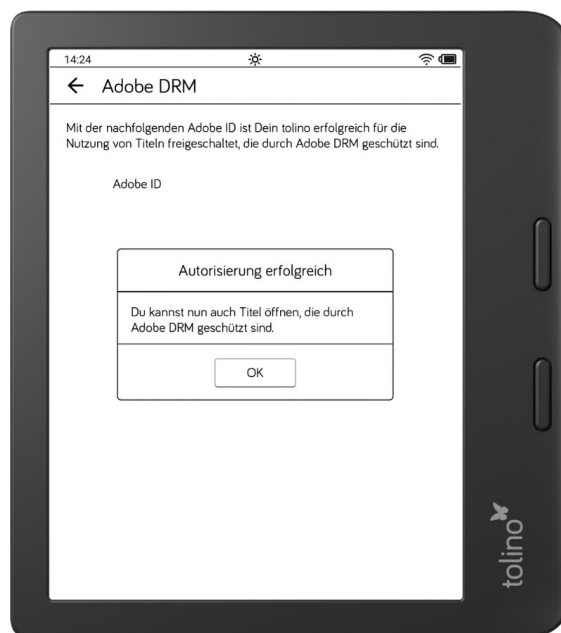 14:24
Adobe DRM
Mit der nachfolgenden Adobe ID ist Dein tolino erfolgreich für die
Nutzung von Titeln freigeschaltet, die durch Adobe DRM geschützt sind.
Adobe ID
Autorisierung erfolgreich
Du kannst nun auch Titel öffnen, die durch
Adobe DRM geschützt sind.
OK
tolino